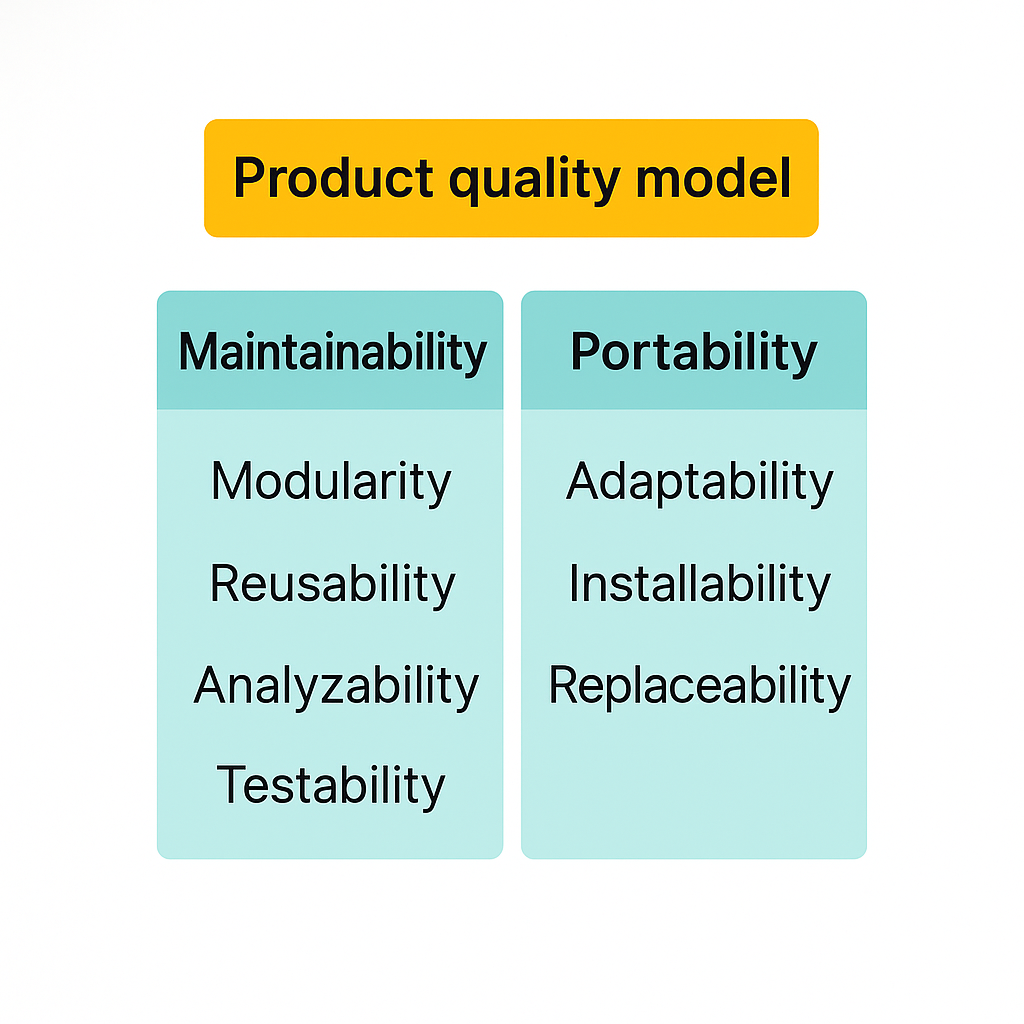 Product quality model
Maintainability
Modularity
Reusability
Analyzability
Testability
Portability
Adaptability
Installability
Replaceability